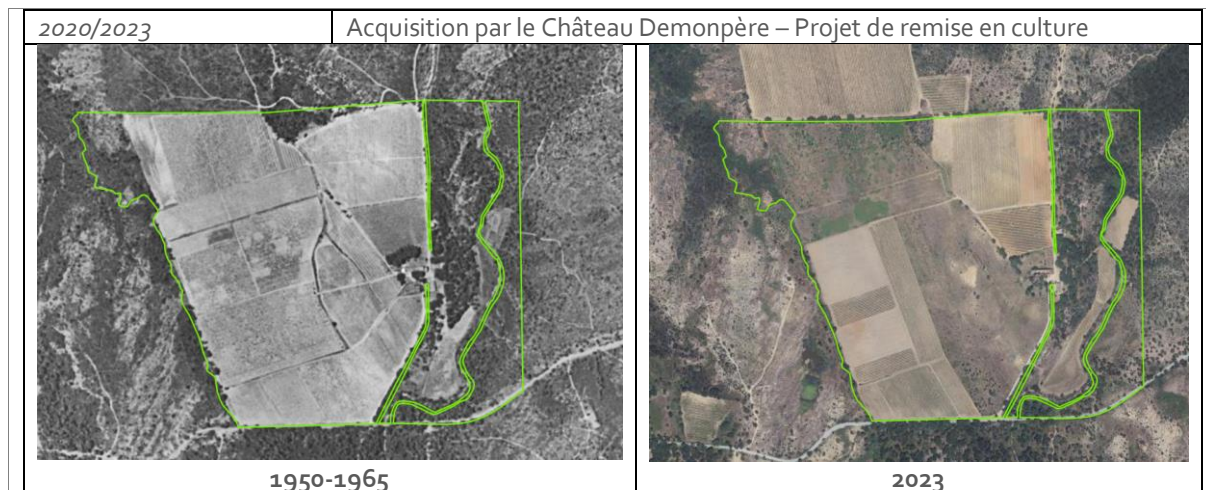 2020/2023
Acquisition par le Château Demonpère – Projet de remise en culture
1950-1965
2023